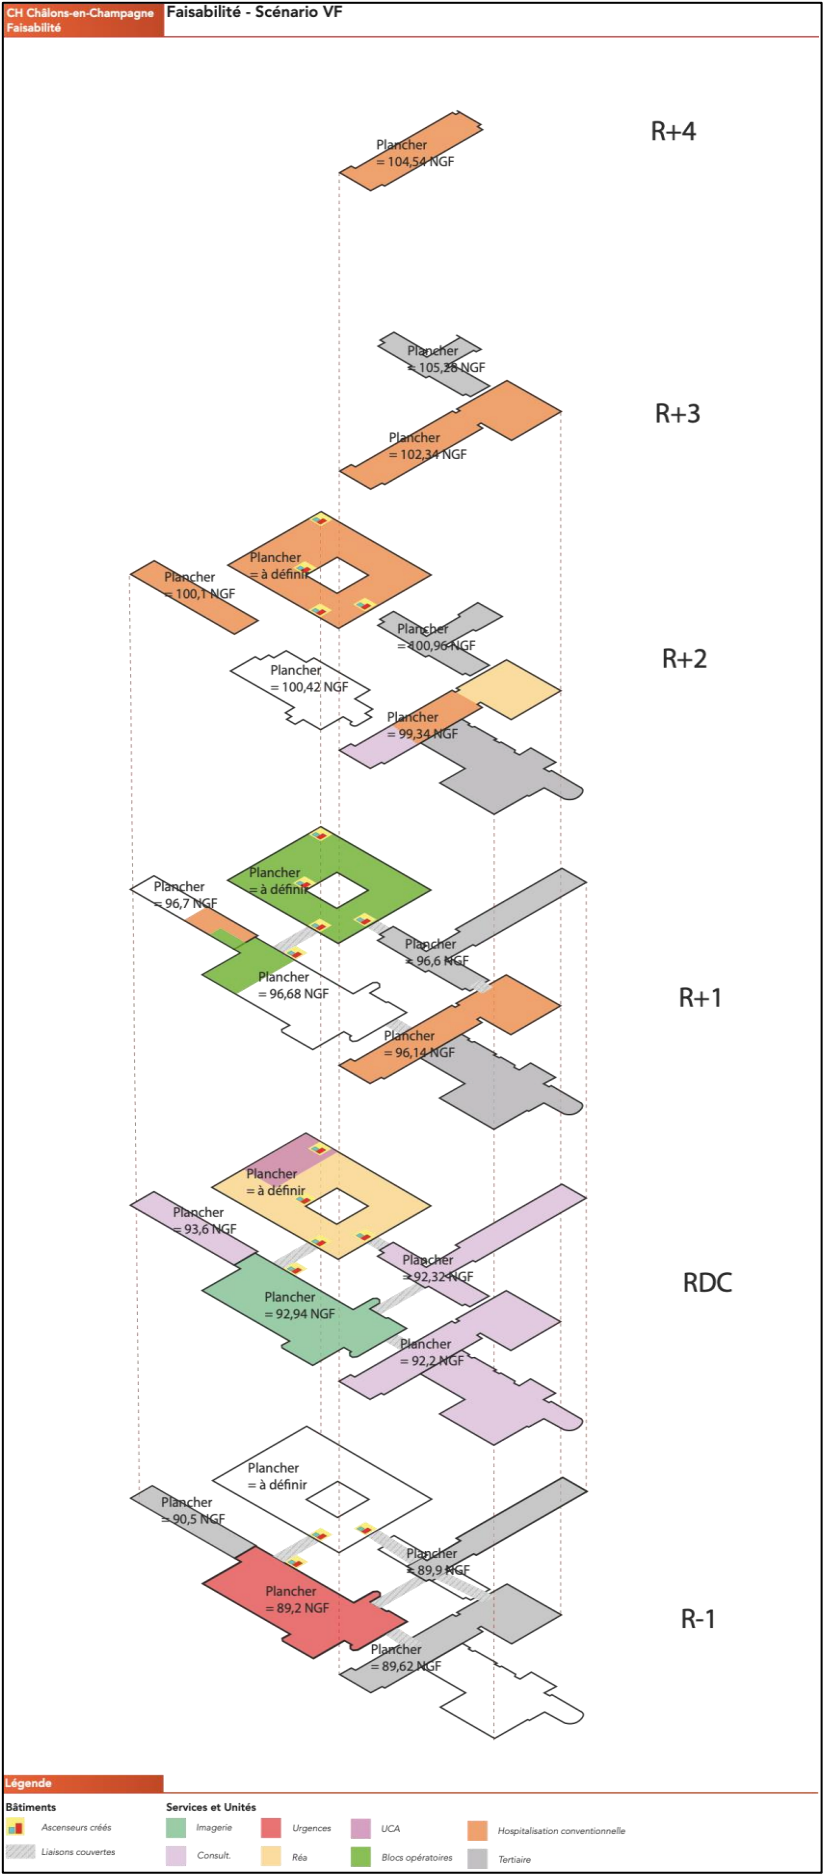 CH Châlons-en-Champagne
Faisabilité
Faisabilité - Scénario VF
R+4
Plancher
= 104,54 NGF
Plancher
= 105,28 NGF
R+3
Plancher
= 102,34 NGF
Plancher
= à définir
Plancher
= 100,1 NGF
Plancher
= 100,96 NGF
R+2
Plancher
= 100,42 NGF
Plancher
= 99,34 NGF
Plancher
= à définir
Plancher
= 96,7 NGF
Plancher
= 96,6 NGF
Plancher
= 96,68 NGF
R+1
Plancher
= 96,14 NGF
Plancher
= à définir
Plancher
= 93,6 NGF
Plancher
= 92,32 NGF
RDC
Plancher
= 92,94 NGF
Plancher
= 92,2 NGF
Plancher
= à définir
Plancher
= 90,5 NGF
Plancher
= 89,9 NGF
Plancher
= 89,2 NGF
R-1
Plancher
= 89,62 NGF
Légende
Bâtiments
Ascenseurs créés
Liaisons couvertes
Services et Unités
Imagerie
Urgences
UCA
Hospitalisation conventionnelle
Consult.
Réa
Blocs opératoires
Tertiaire